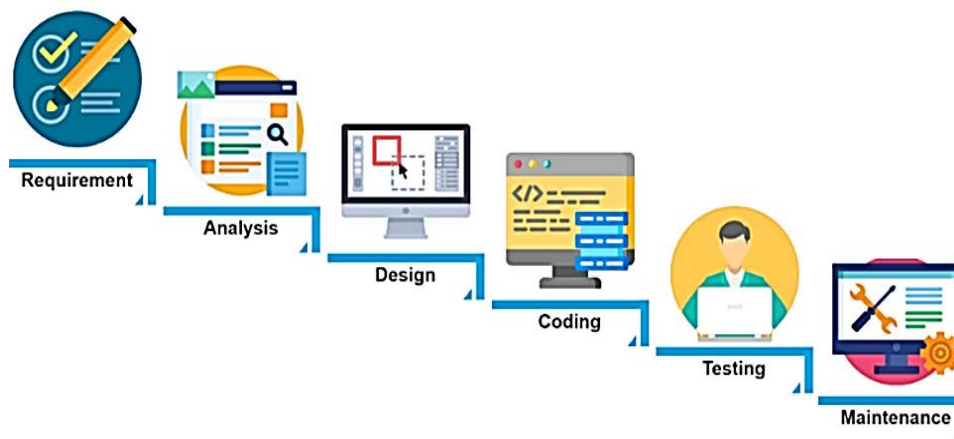 Requirement
Analysis
Design
</>
Coding
Testing
Maintenance